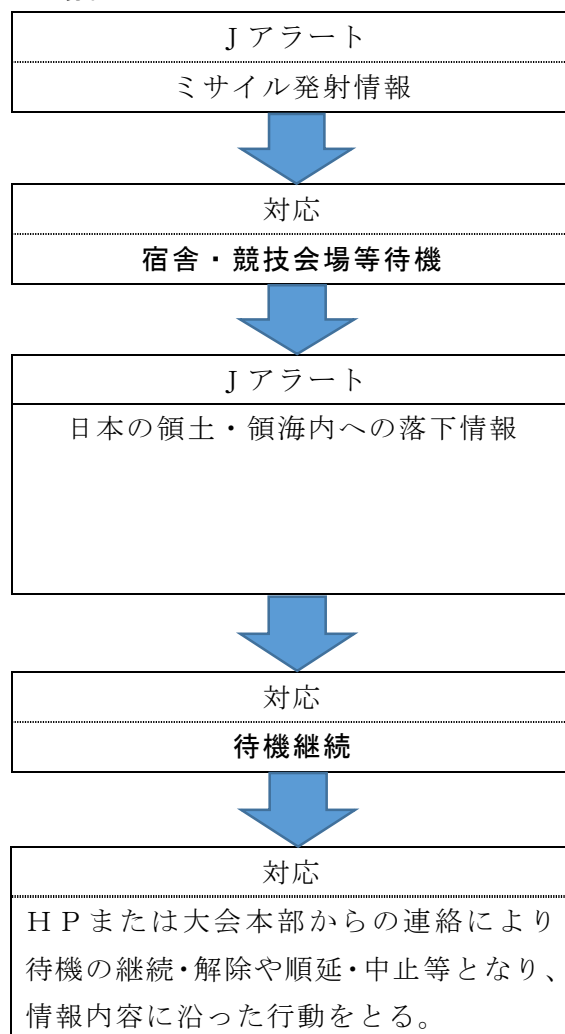 Ｊアラート
ミサイル発射情報
対応
宿舎・競技会場等待機
Ｊアラート
日本の領土・領海内への落下情報
対応
待機継続
対応
ＨＰまたは大会本部からの連絡により
待機の継続・解除や順延・中止等となり、
情報内容に沿った行動をとる。